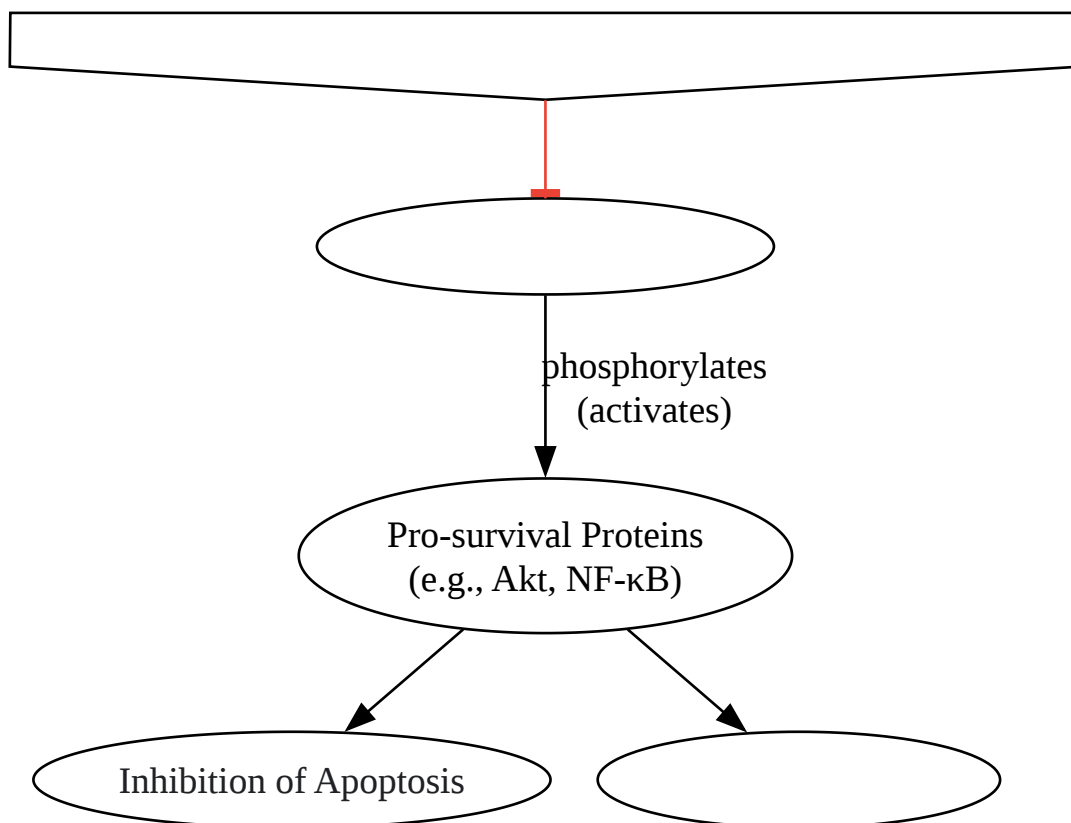 phosphorylates
(activates)
Pro-survival Proteins
(e.g., Akt, NF-κB)
Inhibition of Apoptosis